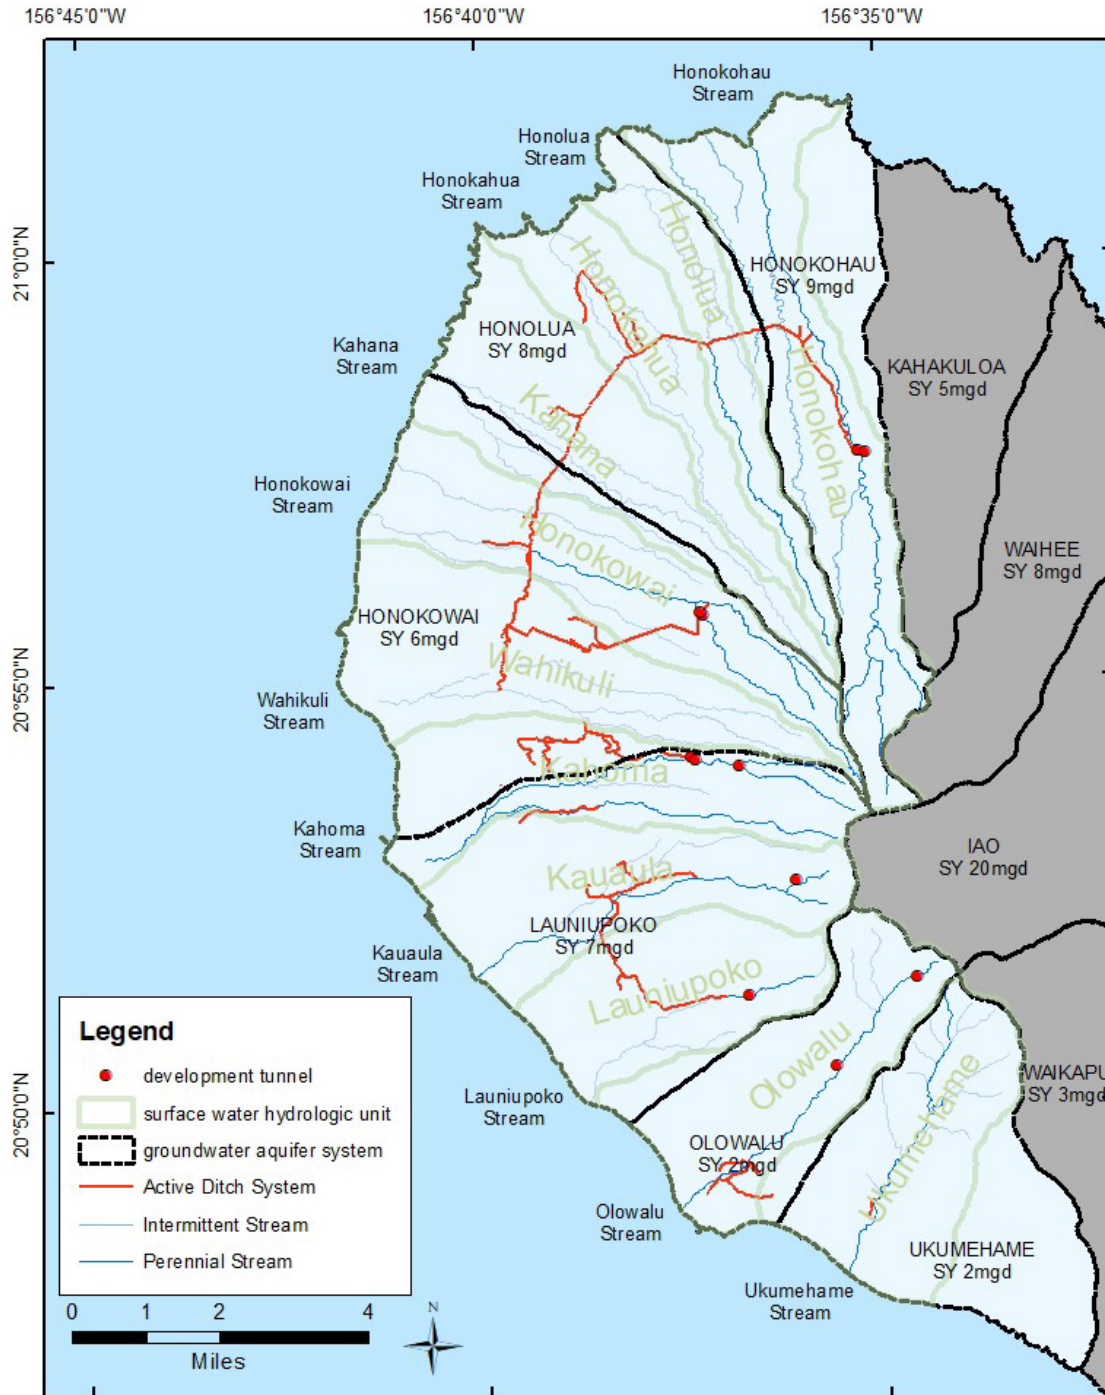 156°45'0"W
156°40'0"W
156°35'0"W
Honokohau
Stream
Honolua
Stream
Honokahua
Stream
21°0'0"N
Honolua
HONOKOHAU
SY 9mgd
Honokahua
HONOLUA
SY 8mgd
Kahana
Stream
Honokohau
KAHAKULOA
SY 5mgd
Kahana
Honokowai
Stream
Honokowai
WAIHEE
SY 8mgd
HONOKOWAI
SY 6mgd
20°55'0"N
Wahikuli
Wahikuli
Stream
Kahoma
Kahoma
Stream
IAO
SY 20mgd
Kauaula
LAUNIUPOKO
SY 7mgd
Kauaula
Stream
Launiupoko
Legend
development tunnel
surface water hydrologic unit
groundwater aquifer system
Active Ditch System
Intermittent Stream
Perennial Stream
Olowalu
Ukumehame
WAIKAPU
SY 3mgd
20°50'0"N
Launiupoko
Stream
OLOWALU
SY 2mgd
Olowalu
Stream
UKUMEHAME
SY 2mgd
Ukumehame
Stream
0 1 2 4
Miles
N